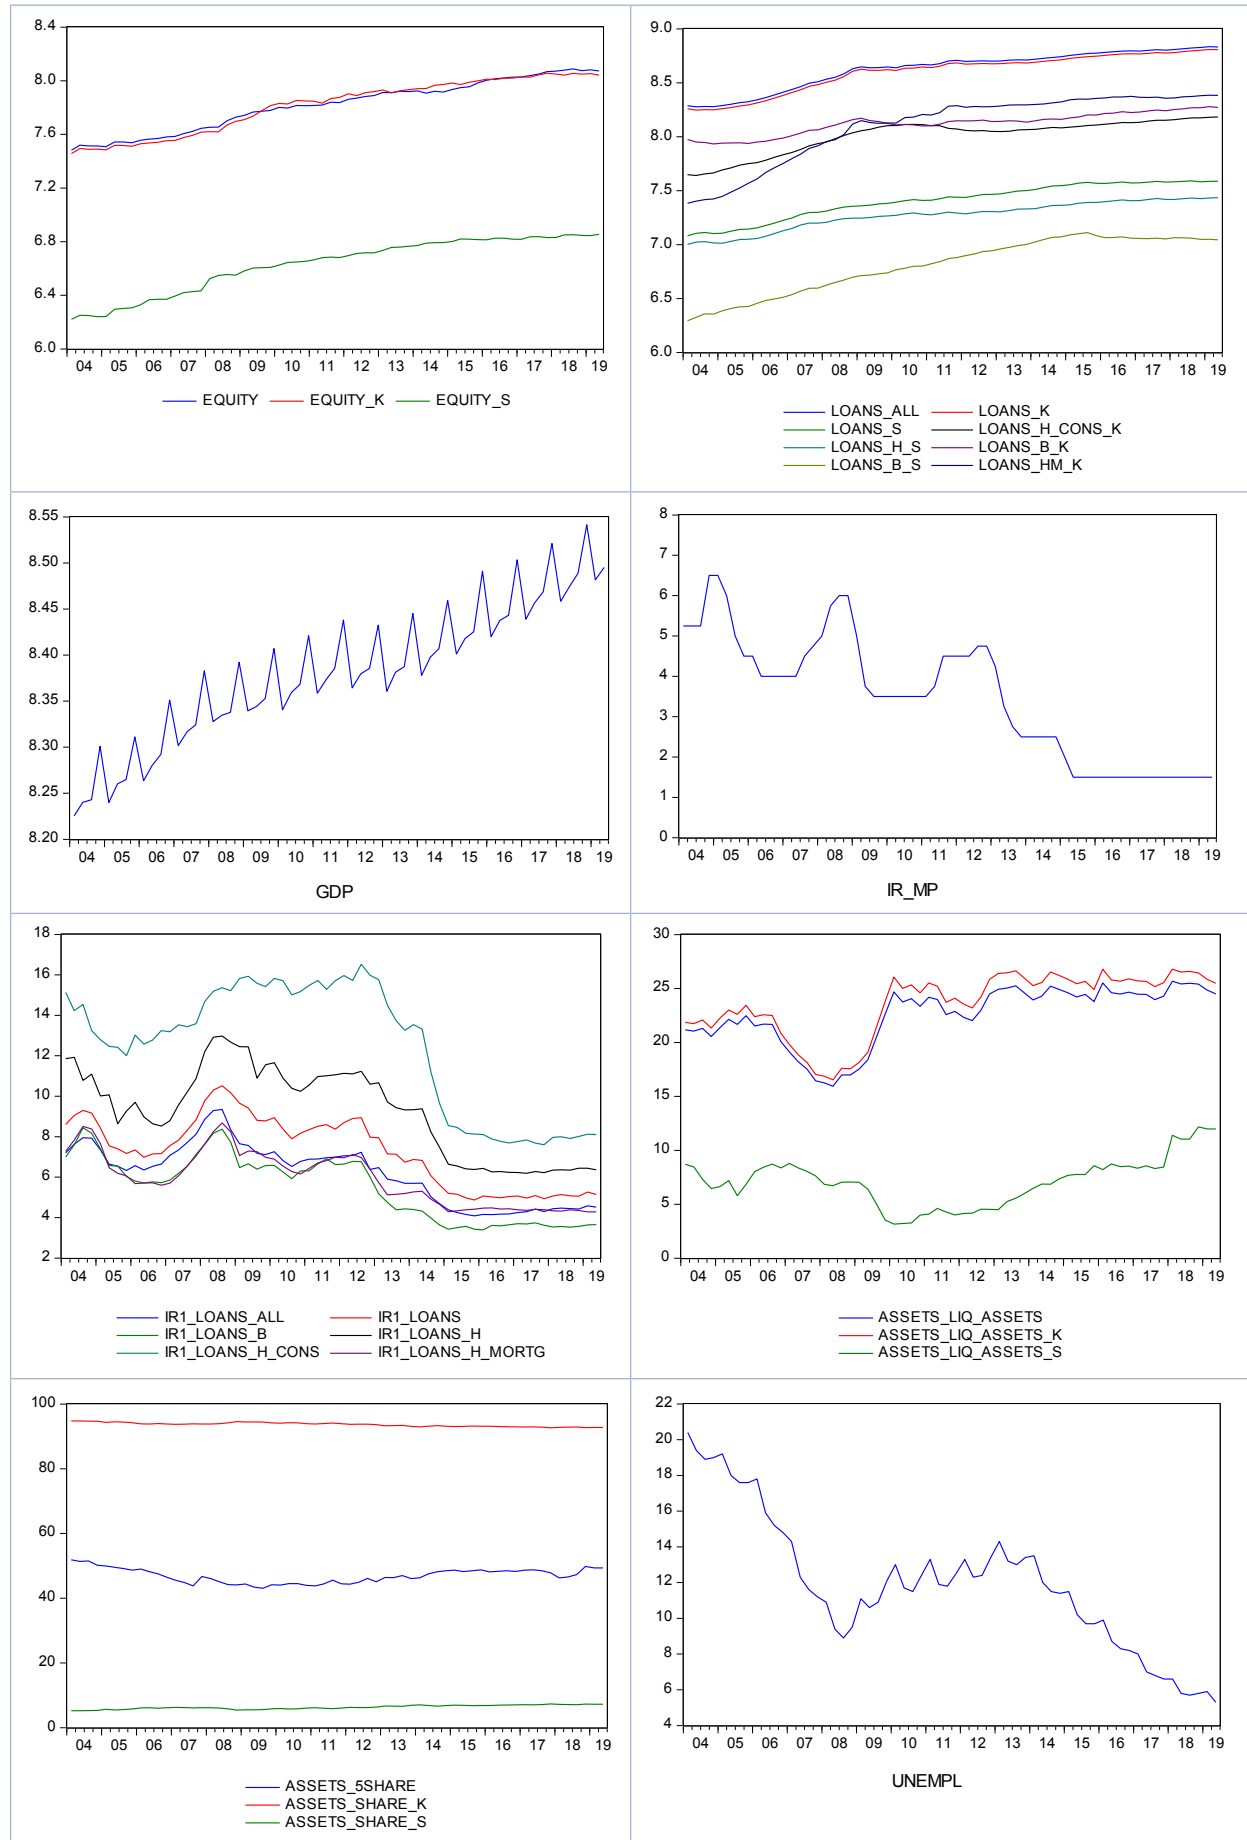 8.4
8.0
7.6
7.2
6.8
6.4
6.0
04 05 06 07 08 09 10 11 12 13 14 15 16 17 18 19
EQUITY EQUITY_K EQUITY_S
9.0
8.5
8.0
7.5
7.0
6.5
6.0
04 05 06 07 08 09 10 11 12 13 14 15 16 17 18 19
LOANS_ALL LOANS_K
LOANS_S LOANS_H_CONS_K
LOANS_H_S LOANS_B_K
LOANS_B_S LOANS_HM_K
8.55
8.50
8.45
8.40
8.35
8.30
8.25
8.20
04 05 06 07 08 09 10 11 12 13 14 15 16 17 18 19
GDP
8
7
6
5
4
3
2
1
0
04 05 06 07 08 09 10 11 12 13 14 15 16 17 18 19
IR_MP
18
16
14
12
10
8
6
4
2
04 05 06 07 08 09 10 11 12 13 14 15 16 17 18 19
IR1_LOANS_ALL IR1_LOANS
IR1_LOANS_B IR1_LOANS_H
IR1_LOANS_H_CONS IR1_LOANS_H_MORTG
30
25
20
15
10
5
0
04 05 06 07 08 09 10 11 12 13 14 15 16 17 18 19
ASSETS_LIQ_ASSETS
ASSETS_LIQ_ASSETS_K
ASSETS_LIQ_ASSETS_S
100
80
60
40
20
0
04 05 06 07 08 09 10 11 12 13 14 15 16 17 18 19
ASSETS_5SHARE
ASSETS_SHARE_K
ASSETS_SHARE_S
22
20
18
16
14
12
10
8
6
4
04 05 06 07 08 09 10 11 12 13 14 15 16 17 18 19
UNEMPL